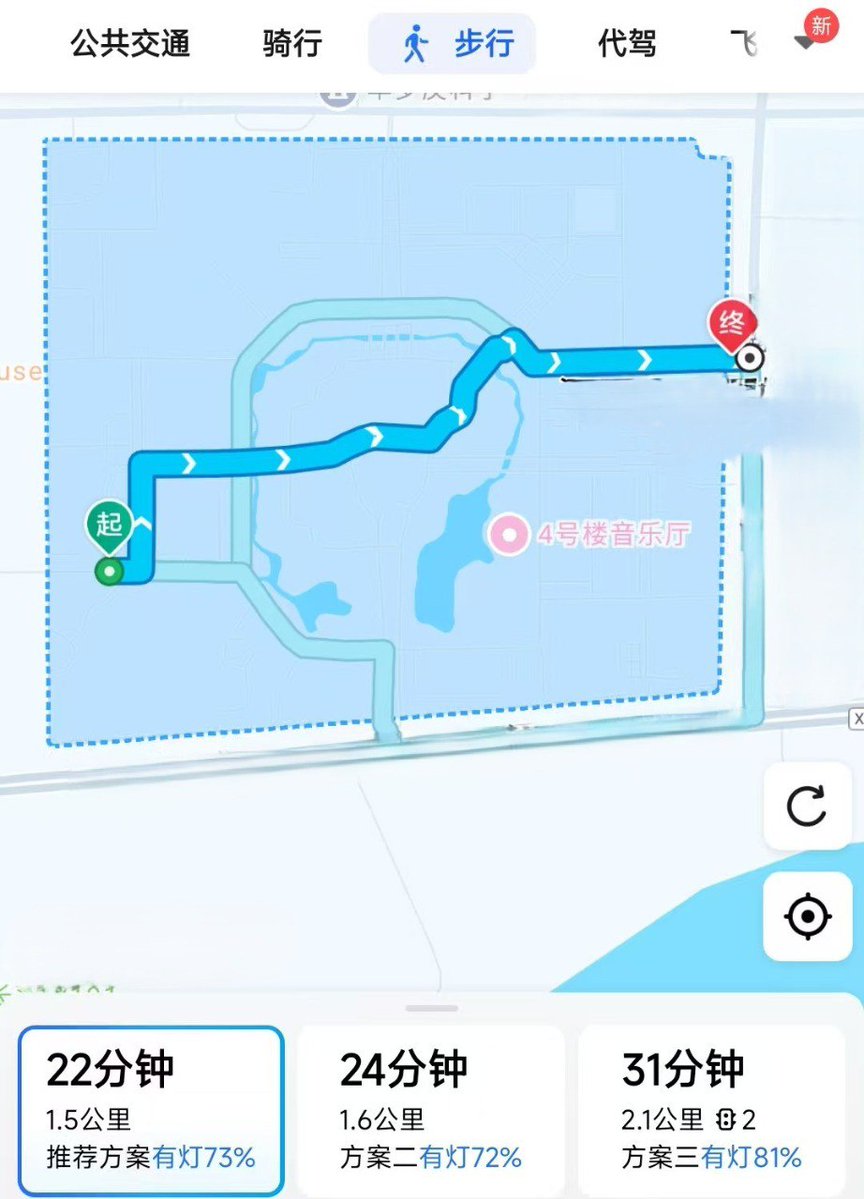 公共交通 骑行 步行 代驾 飞 新
use
终
起
4号楼音乐厅
X
22分钟
1.5公里
推荐方案有灯73%
24分钟
1.6公里
方案二有灯72%
31分钟
2.1公里 2
方案三有灯81%